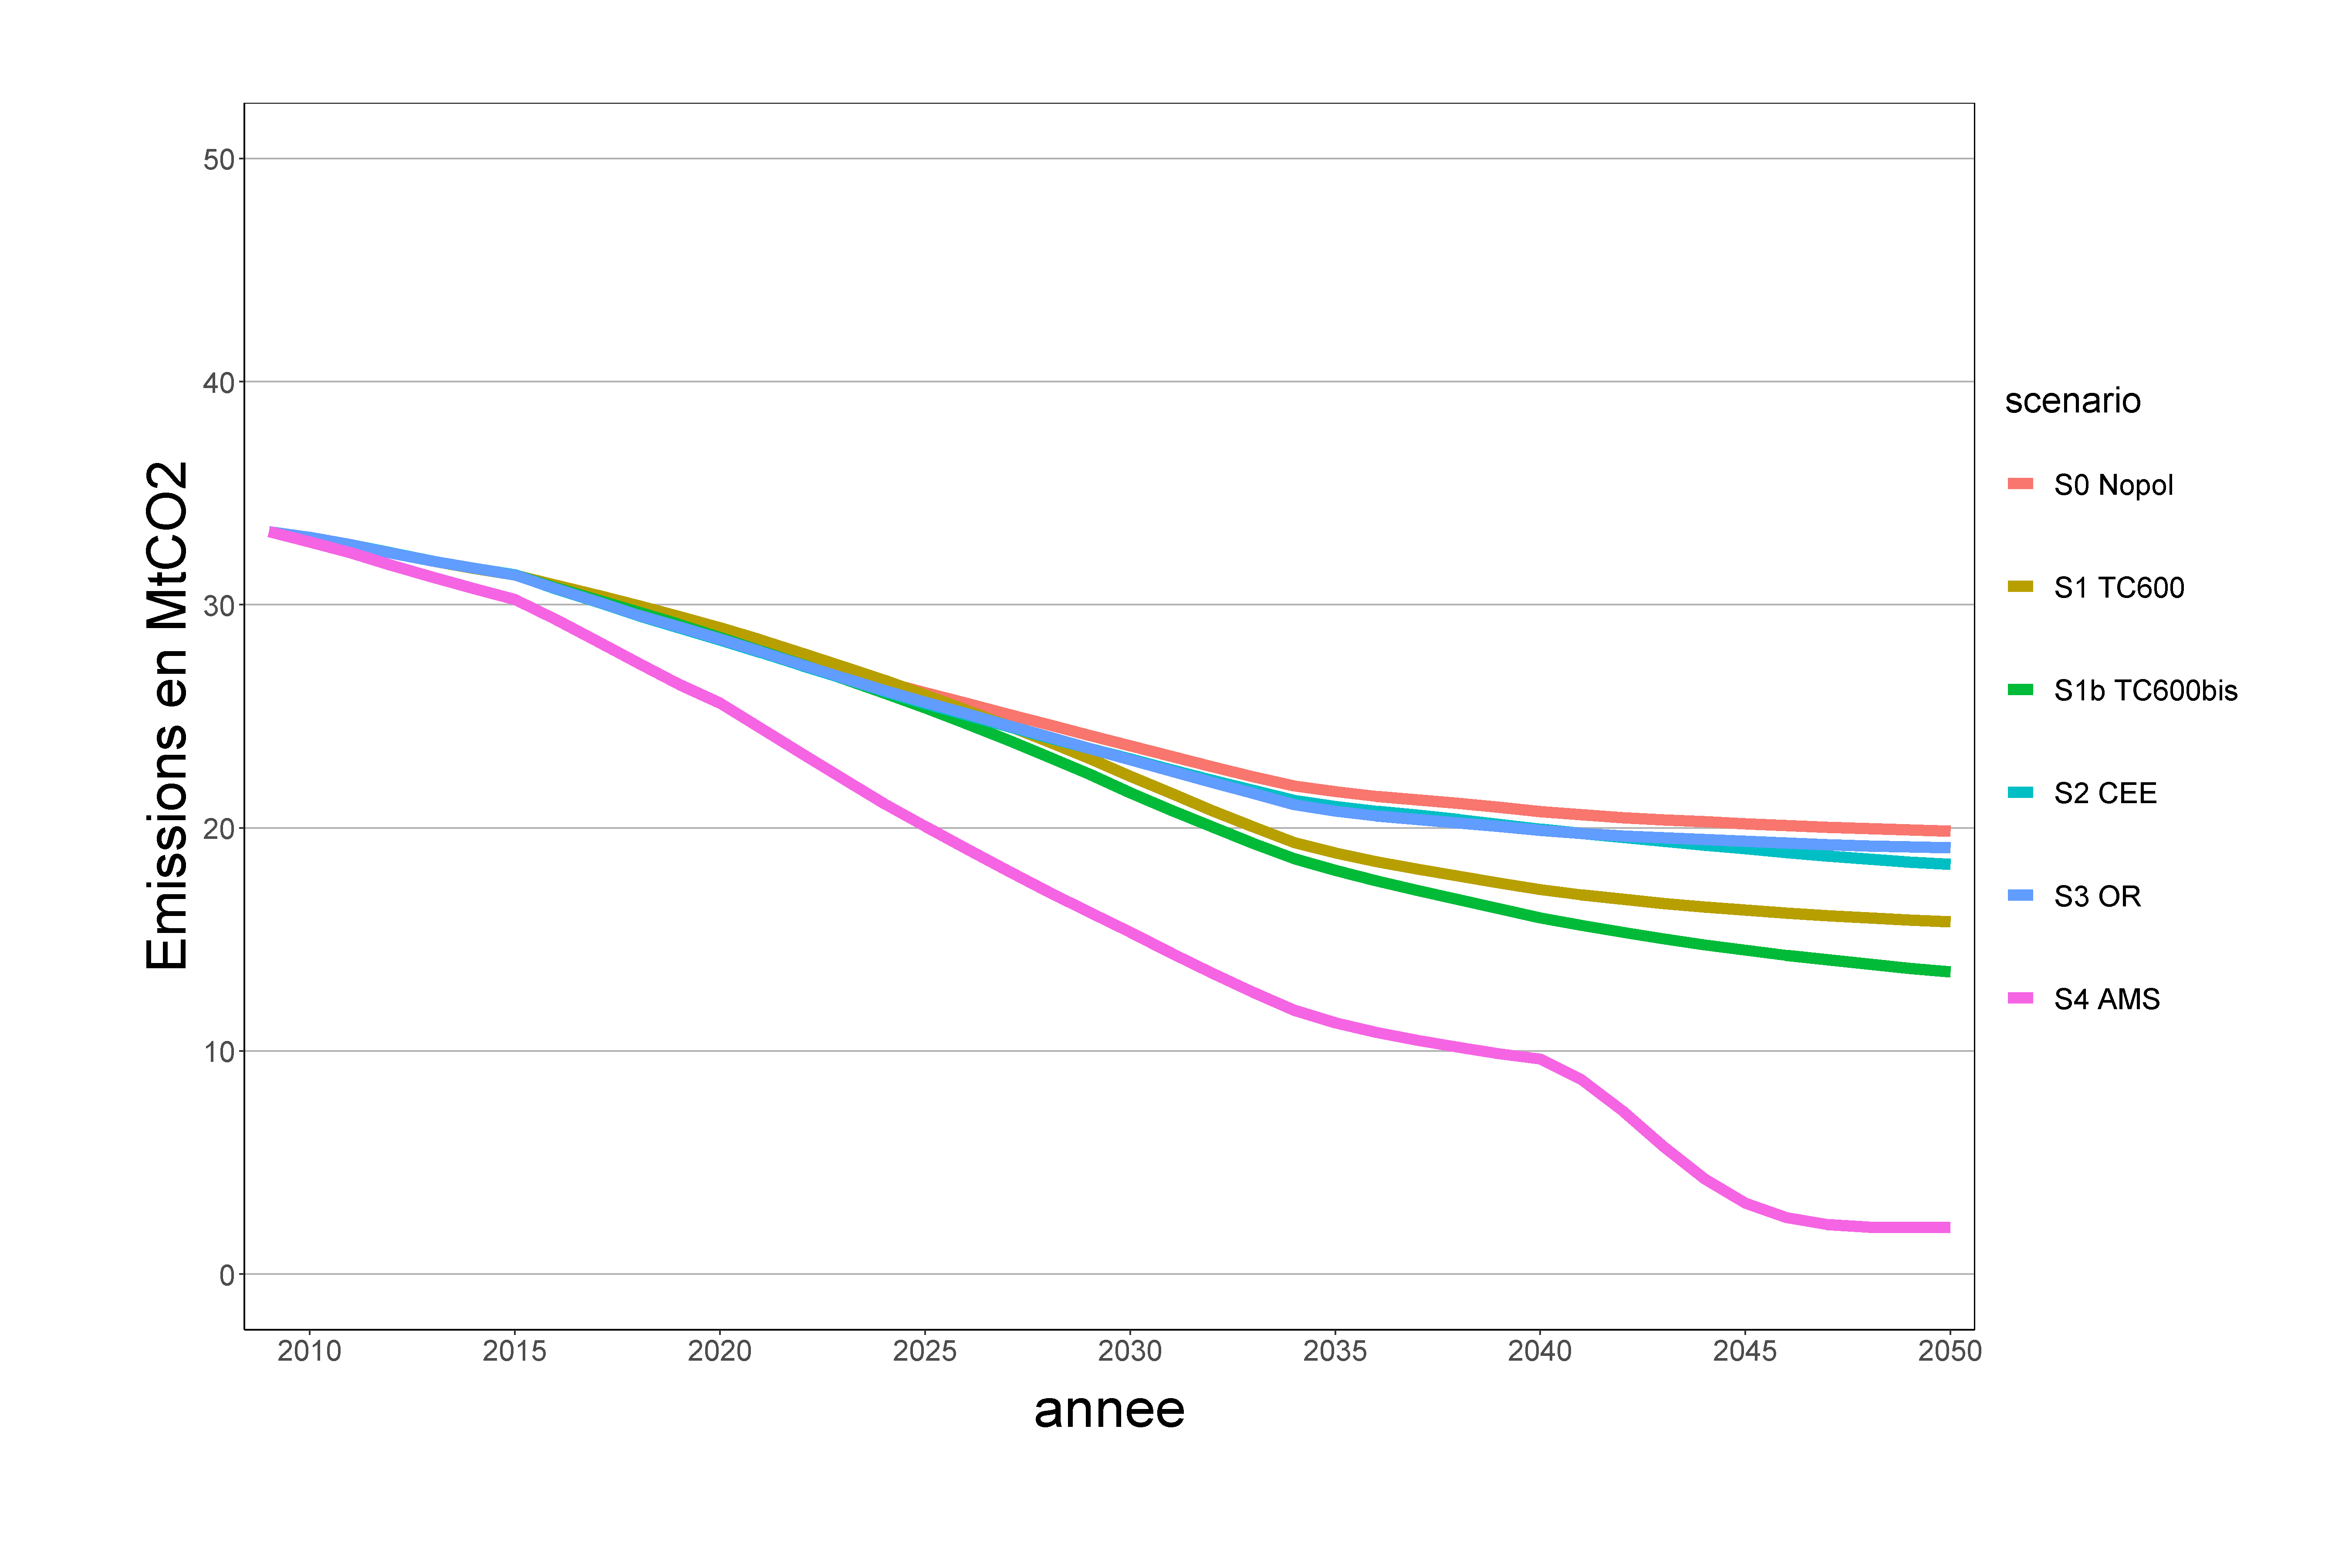 Emissions en MtCO2
50
40
30
20
10
0
2010 2015 2020 2025 2030 2035 2040 2045 2050
annee
scenario
S0 Nopol
S1 TC600
S1b TC600bis
S2 CEE
S3 OR
S4 AMS